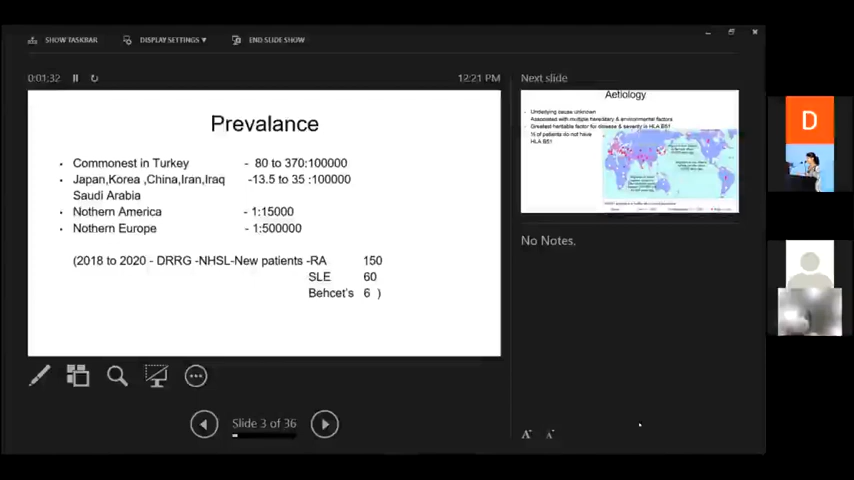 SHOW TASKBAR
DISPLAY SETTINGS ▼
END SLIDE SHOW
0:01:32
12:21 PM
Prevalance
• Commonest in Turkey - 80 to 370:100000
• Japan,Korea ,China,Iran,Iraq -13.5 to 35 :100000
Saudi Arabia
• Nothern America - 1:15000
• Nothern Europe - 1:500000
(2018 to 2020 - DRRG -NHSL-New patients -RA 150
SLE 60
Behcet's 6 )
Slide 3 of 36
Next slide
Aetiology
Underlying cause unknown
Associated with multiple hereditary & environmental factors
Greatest heritable factor for disease & severity is HLA B51
⅓ of patients do not have
HLA B51
No Notes.
A
A
D